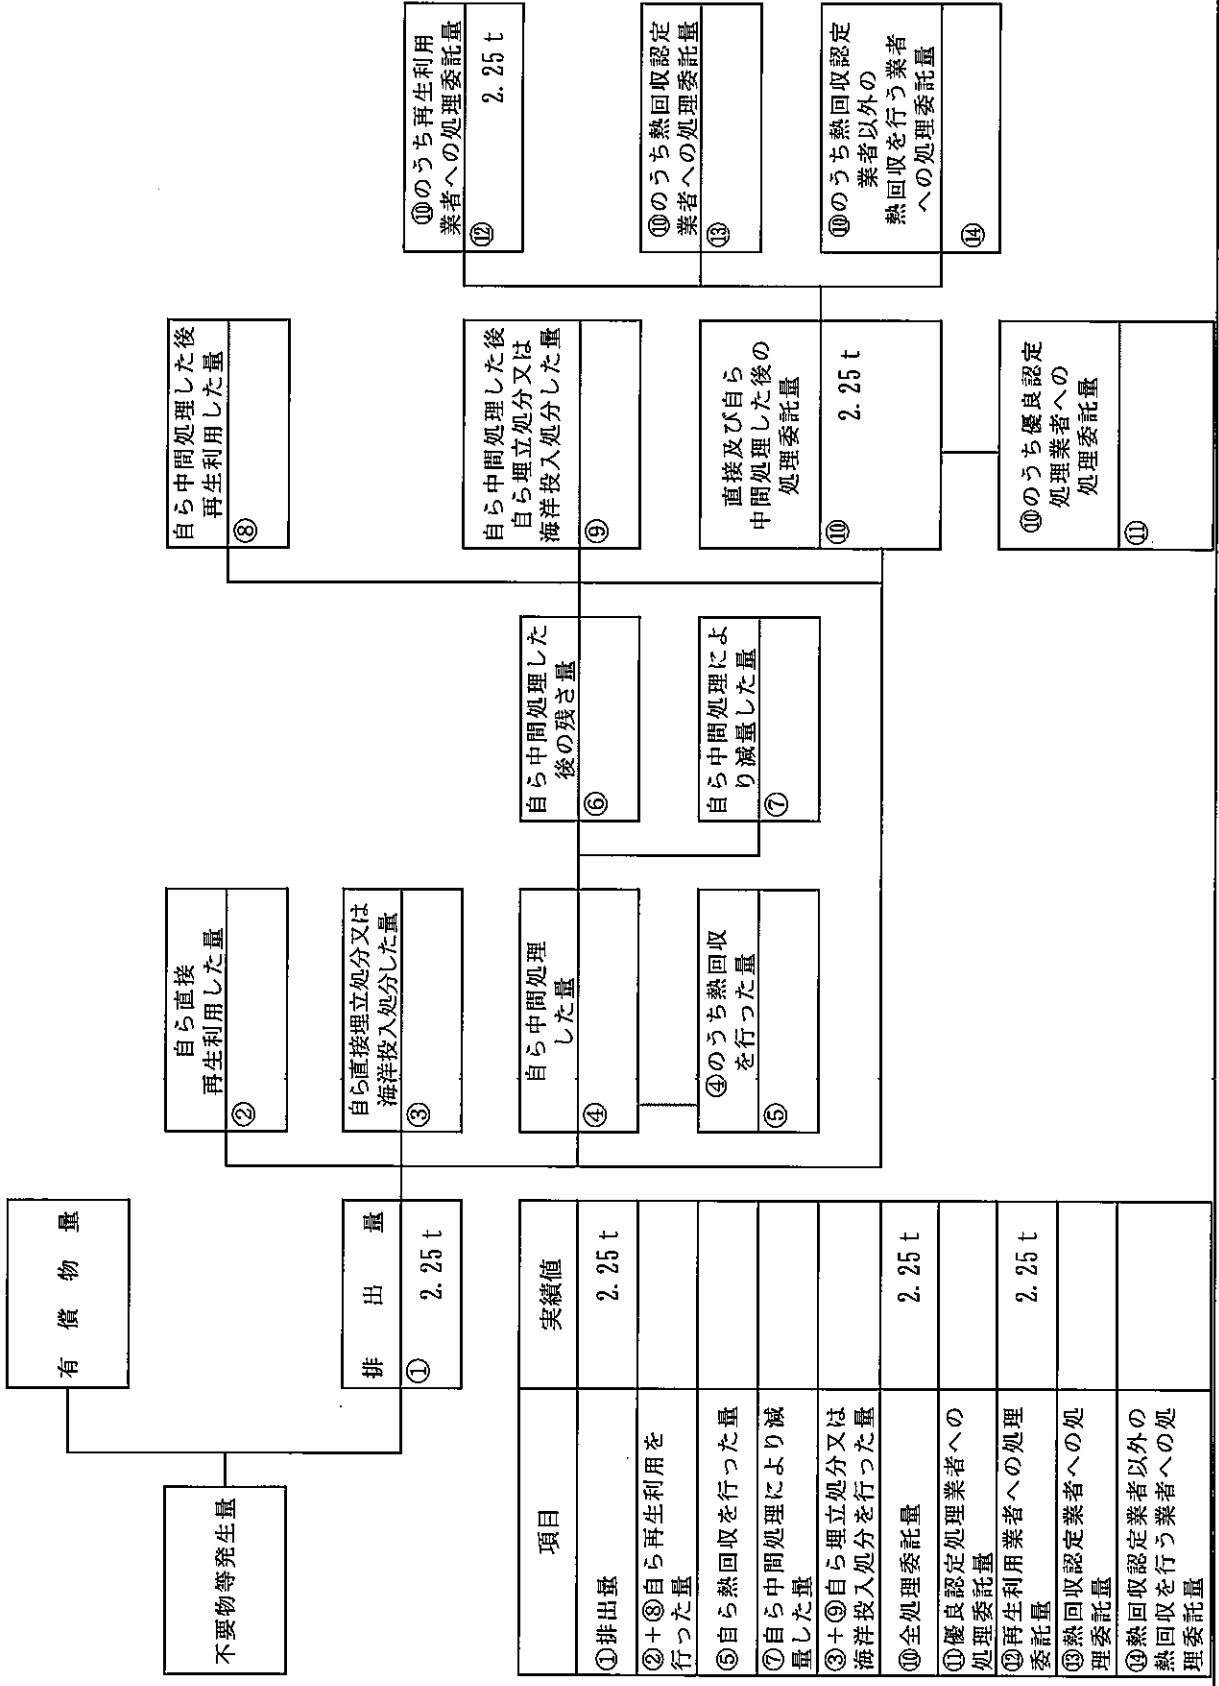 不要物等発生量
有償物量
排出量
① 2.25t
自ら直接
再生利用した量
②
自ら直接埋立処分又は
海洋投入処分した量
③
自ら中間処理
した量
④
④のうち熱回収
を行った量
⑤
自ら中間処理した
後の残さ量
⑥
自ら中間処理によ
り減量した量
⑦
自ら中間処理した後
再生利用した量
⑧
自ら中間処理した後
自ら埋立処分又は
海洋投入処分した量
⑨
直接及び自ら
中間処理した後の
処理委託量
⑩ 2.25t
⑩のうち優良認定
処理業者への
処理委託量
⑪
⑩のうち再生利用
業者への処理委託量
⑫ 2.25t
⑩のうち熱回収認定
業者への処理委託量
⑬
⑩のうち熱回収認定
業者以外の
熱回収を行う業者
への処理委託量
⑭
項目 実績値
①排出量 2.25t
②+⑧自ら再生利用を
行った量
⑤自ら熱回収を行った量
⑦自ら中間処理により減
量した量
③+⑨自ら埋立処分又は
海洋投入処分を行った量
⑩全処理委託量 2.25t
⑪優良認定処理業者への
処理委託量
⑫再生利用業者への処理
委託量 2.25t
⑬熱回収認定業者への処
理委託量
⑭熱回収認定業者以外の
熱回収を行う業者への処
理委託量